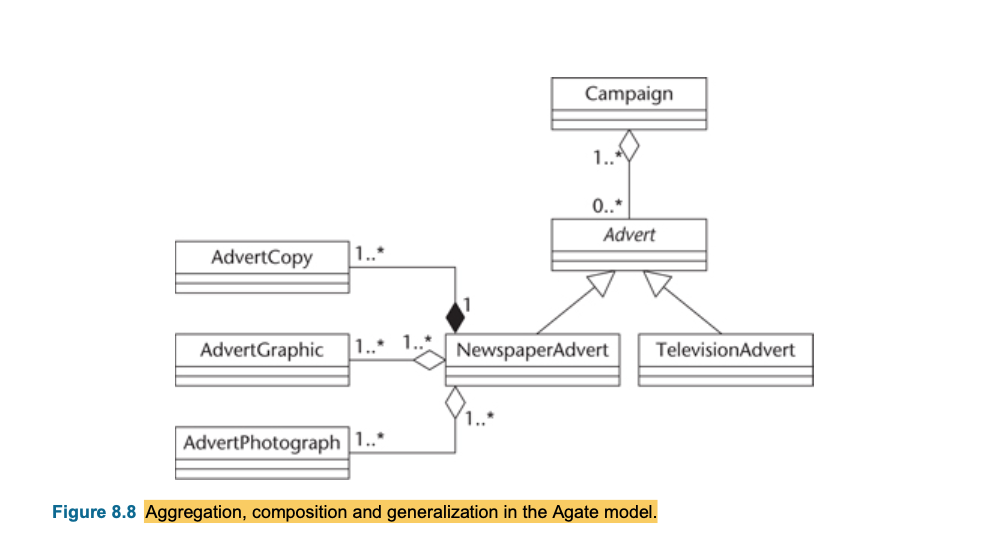 Campaign
1..*
0..*
Advert
AdvertCopy
1..*
1
AdvertGraphic
1..*
1..*
NewspaperAdvert
TelevisionAdvert
1..*
AdvertPhotograph
1..*
Figure 8.8 Aggregation, composition and generalization in the Agate model.